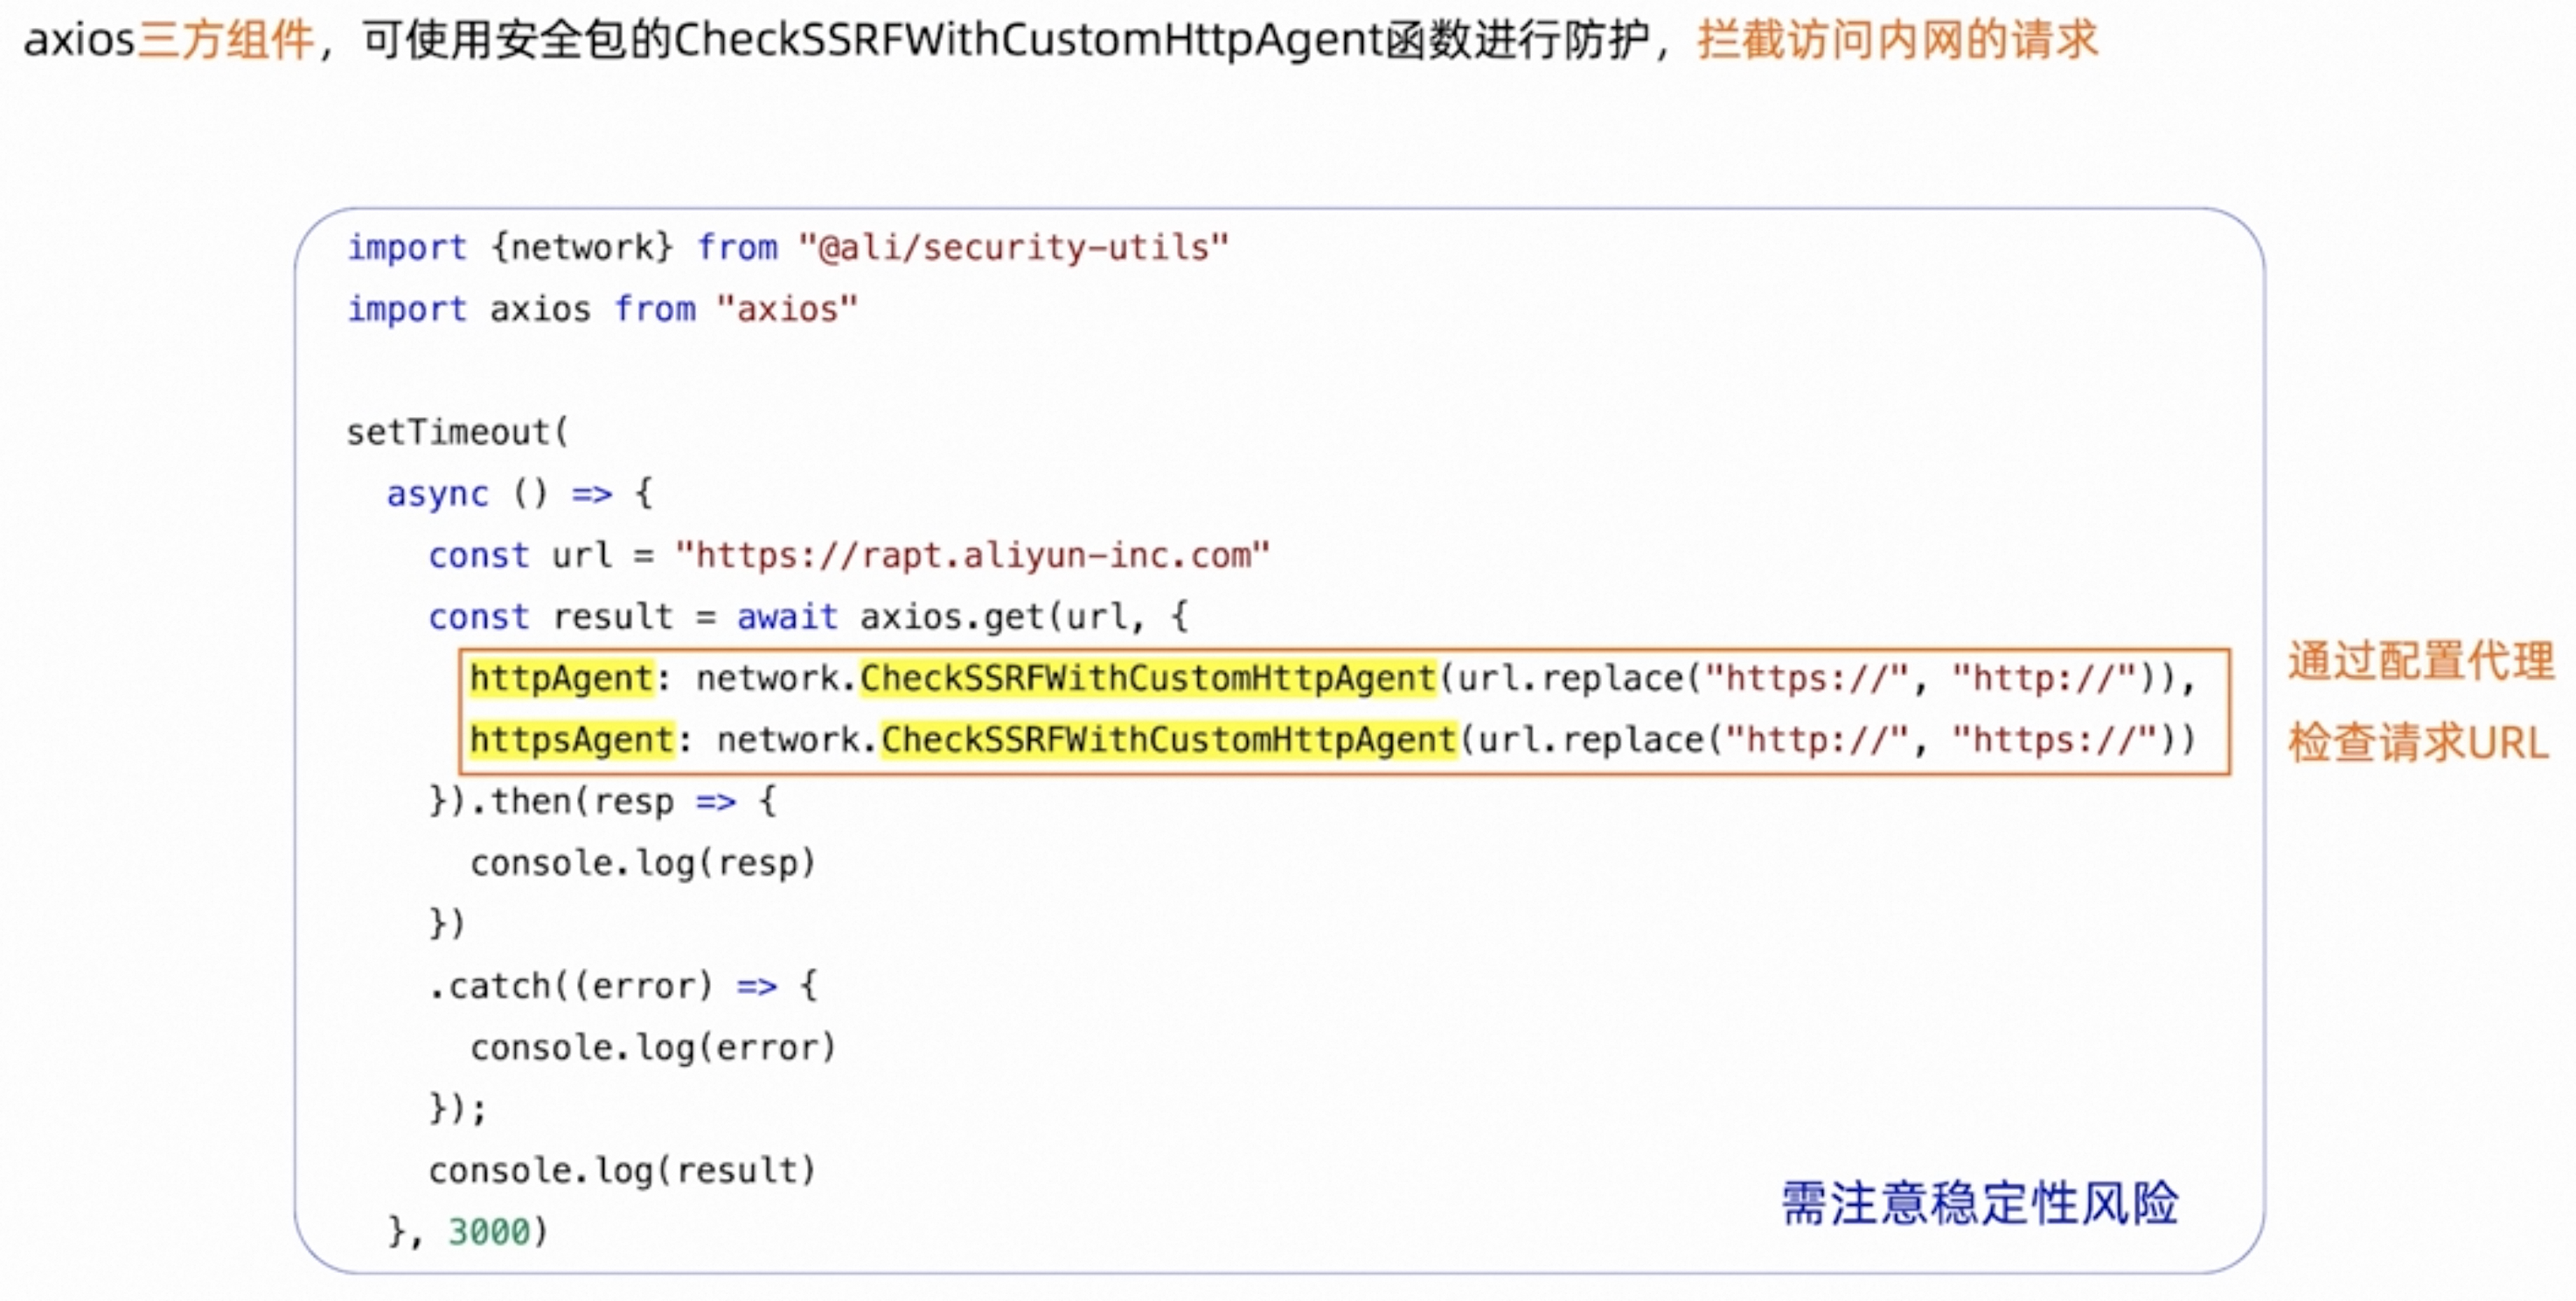 axios三方组件，可使用安全包的CheckSSRFWithCustomHttpAgent函数进行防护，拦截访问内网的请求
import {network} from "@ali/security-utils"
import axios from "axios"
setTimeout(
async () => {
const url = "https://rapt.aliyun-inc.com"
const result = await axios.get(url, {
httpAgent: network.CheckSSRFWithCustomHttpAgent(url.replace("https://", "http://")),
httpsAgent: network.CheckSSRFWithCustomHttpAgent(url.replace("http://", "https://"))
通过配置代理
检查请求URL
}).then(resp => {
console.log(resp)
})
.catch((error) => {
console.log(error)
});
console.log(result)
}, 3000)
需注意稳定性风险